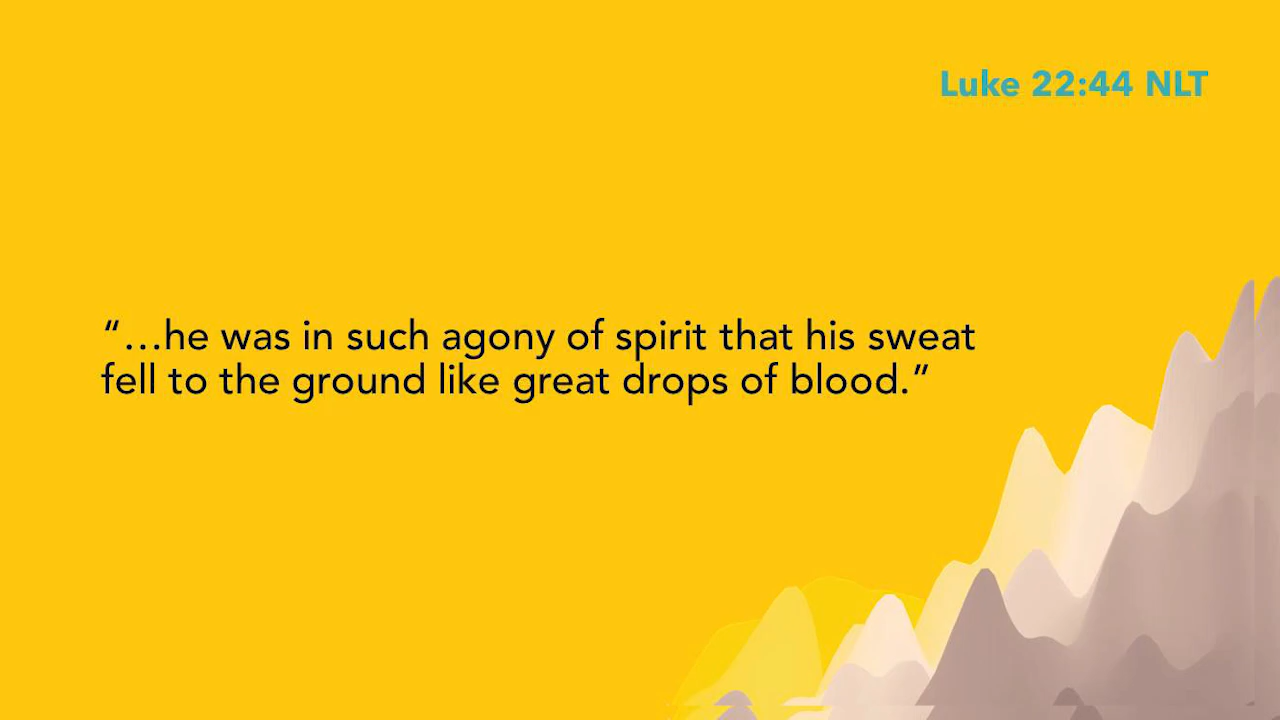 Luke 22:44 NLT
“…he was in such agony of spirit that his sweat
fell to the ground like great drops of blood.”